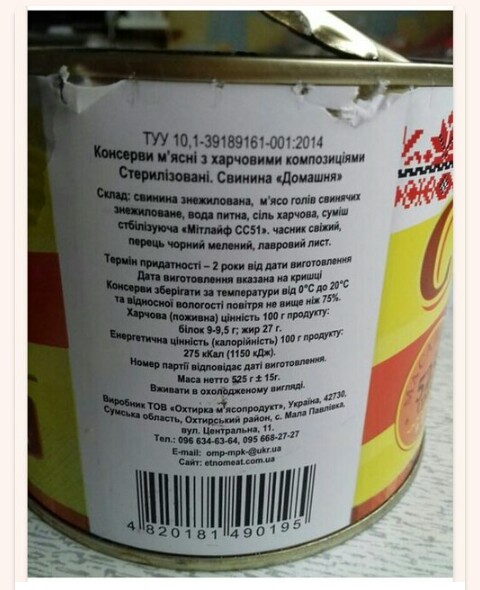 ТУУ 10,1-39189161-001:2014
Консерви м'ясні з харчовими композиціями
Стерилізовані. Свинина «Домашня»
Склад: свинина знежилована, м'ясо голів свинячих
знежиловане, вода питна, сіль харчова, суміш
стбілізуюча «Мітлайф СС51». часник свіжий,
перець чорний мелений, лавровий лист.
Термін придатності – 2 роки від дати виготовлення
Дата виготовлення вказана на кришці
Консерви зберігати за температури від 0°С до 20°С
та відносної вологості повітря не вище ніж 75%.
Харчова (поживна) цінність 100 г продукту:
білок 9-9,5 г; жир 27 г.
Енергетична цінність (калорійність) 100 г продукту:
275 кКал (1150 кДж).
Номер партії відповідає даті виготовлення.
Маса нетто 525 г ± 15г.
Вживати в охолодженому вигляді.
Виробник ТОВ «Охтирка м'ясопродукт», Україна, 42730,
Сумська область, Охтирський район, с. Мала Павлівка,
вул. Центральна, 11.
Тел.: 096 634-63-64, 095 668-27-27
E-mail: omp-mpk@ukr.ua
Сайт: etnomeat.com.ua
4 820181 490195